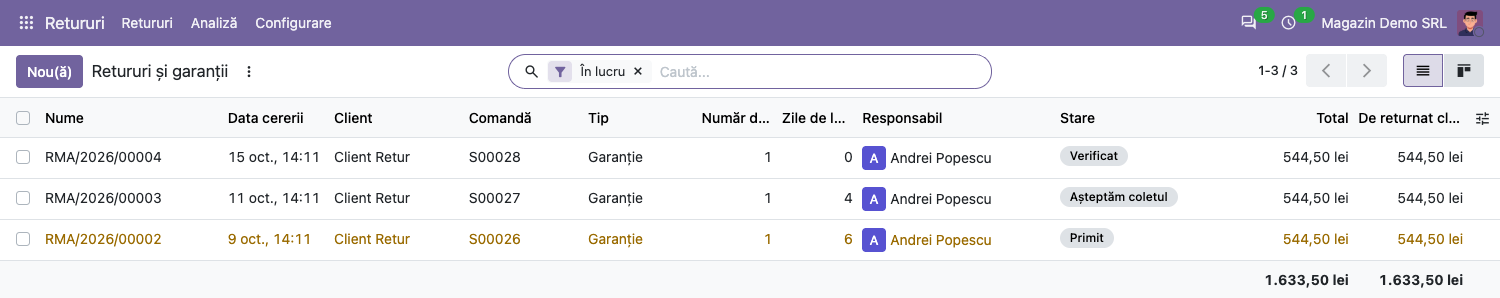 Retururi Retururi Analiză Configurare 5 1 Magazin Demo SRL
Nou(ă) Retururi și garanții În lucru Caută... 1-3 / 3
Nume Data cererii Client Comandă Tip Număr d... Zile de l... Responsabil Stare Total De returnat cl...
RMA/2026/00004 15 oct., 14:11 Client Retur S00028 Garanție 1 0 A Andrei Popescu Verificat 544,50 lei 544,50 lei
RMA/2026/00003 11 oct., 14:11 Client Retur S00027 Garanție 1 4 A Andrei Popescu Așteptăm coletul 544,50 lei 544,50 lei
RMA/2026/00002 9 oct., 14:11 Client Retur S00026 Garanție 1 6 A Andrei Popescu Primit 544,50 lei 544,50 lei
1.633,50 lei 1.633,50 lei